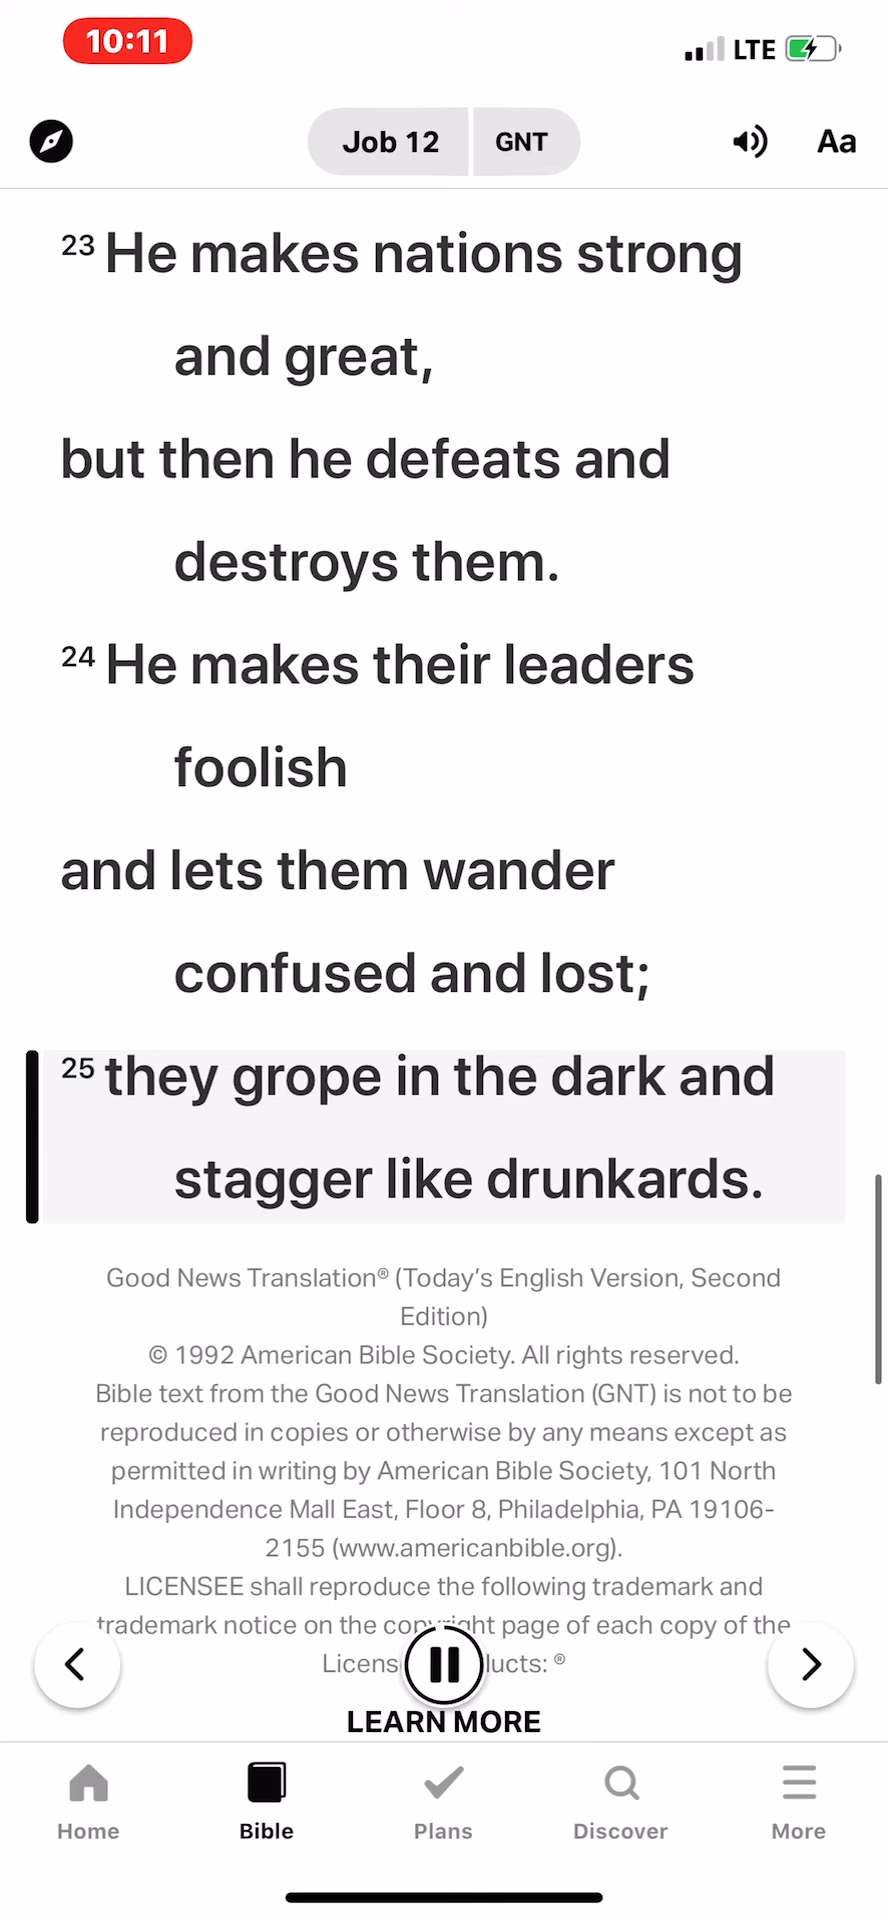 10:11
LTE
Job 12 GNT Aa
23 He makes nations strong
and great,
but then he defeats and
destroys them.
24 He makes their leaders
foolish
and lets them wander
confused and lost;
25 they grope in the dark and
stagger like drunkards.
Good News Translation® (Today’s English Version, Second
Edition)
© 1992 American Bible Society. All rights reserved.
Bible text from the Good News Translation (GNT) is not to be
reproduced in copies or otherwise by any means except as
permitted in writing by American Bible Society, 101 North
Independence Mall East, Floor 8, Philadelphia, PA 19106-
2155 (www.americanbible.org).
LICENSEE shall reproduce the following trademark and
trademark notice on the copyright page of each copy of the
Licens lucts: ®
LEARN MORE
Home Bible Plans Discover More